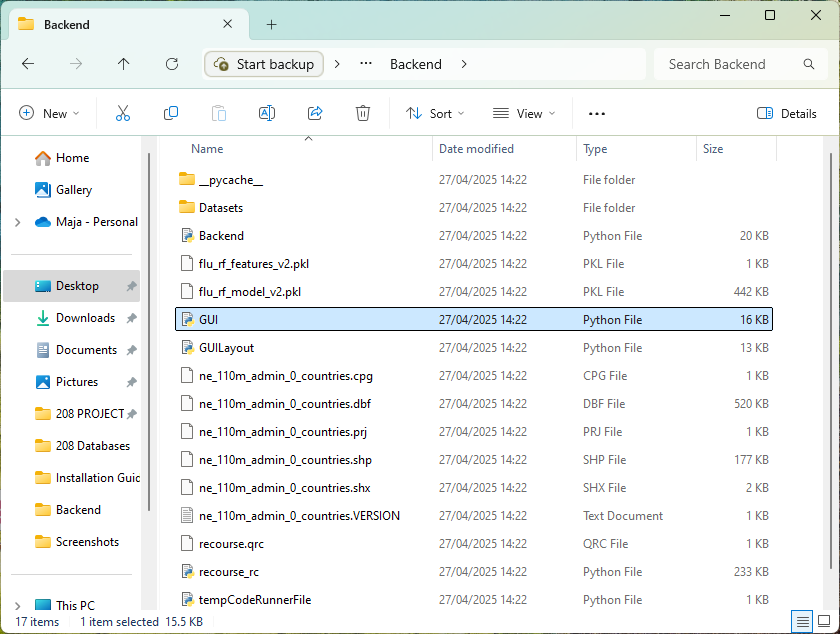 Backend
Start backup Backend Search Backend
New Sort View Details
Name Date modified Type Size
Home
Gallery
Maja - Personal
Desktop
Downloads
Documents
Pictures
208 PROJECT
208 Databases
Installation Guid
Backend
Screenshots
This PC
__pycache__ 27/04/2025 14:22 File folder
Datasets 27/04/2025 14:22 File folder
Backend 27/04/2025 14:22 Python File 20 KB
flu_rf_features_v2.pkl 27/04/2025 14:22 PKL File 1 KB
flu_rf_model_v2.pkl 27/04/2025 14:22 PKL File 442 KB
GUI 27/04/2025 14:22 Python File 16 KB
GUILayout 27/04/2025 14:22 Python File 13 KB
ne_110m_admin_0_countries.cpg 27/04/2025 14:22 CPG File 1 KB
ne_110m_admin_0_countries.dbf 27/04/2025 14:22 DBF File 520 KB
ne_110m_admin_0_countries.prj 27/04/2025 14:22 PRJ File 1 KB
ne_110m_admin_0_countries.shp 27/04/2025 14:22 SHP File 177 KB
ne_110m_admin_0_countries.shx 27/04/2025 14:22 SHX File 2 KB
ne_110m_admin_0_countries.VERSION 27/04/2025 14:22 Text Document 1 KB
recourse.qrc 27/04/2025 14:22 QRC File 1 KB
recourse_rc 27/04/2025 14:22 Python File 233 KB
tempCodeRunnerFile 27/04/2025 14:22 Python File 1 KB
17 items 1 item selected 15.5 KB